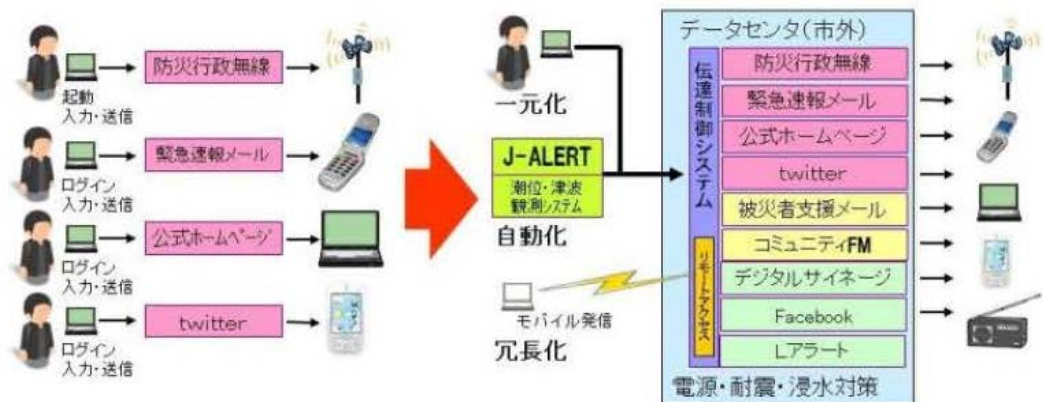 防災行政無線
起動
入力・送信
緊急速報メール
ログイン
入力・送信
公式ホームページ
ログイン
入力・送信
twitter
ログイン
入力・送信
一元化
J-ALERT
潮位・津波
観測システム
自動化
モバイル発信
冗長化
データセンタ(市外)
伝達制御システム
リモートアクセス
防災行政無線
緊急速報メール
公式ホームページ
twitter
被災者支援メール
コミュニティFM
デジタルサイネージ
Facebook
Lアラート
電源・耐震・浸水対策